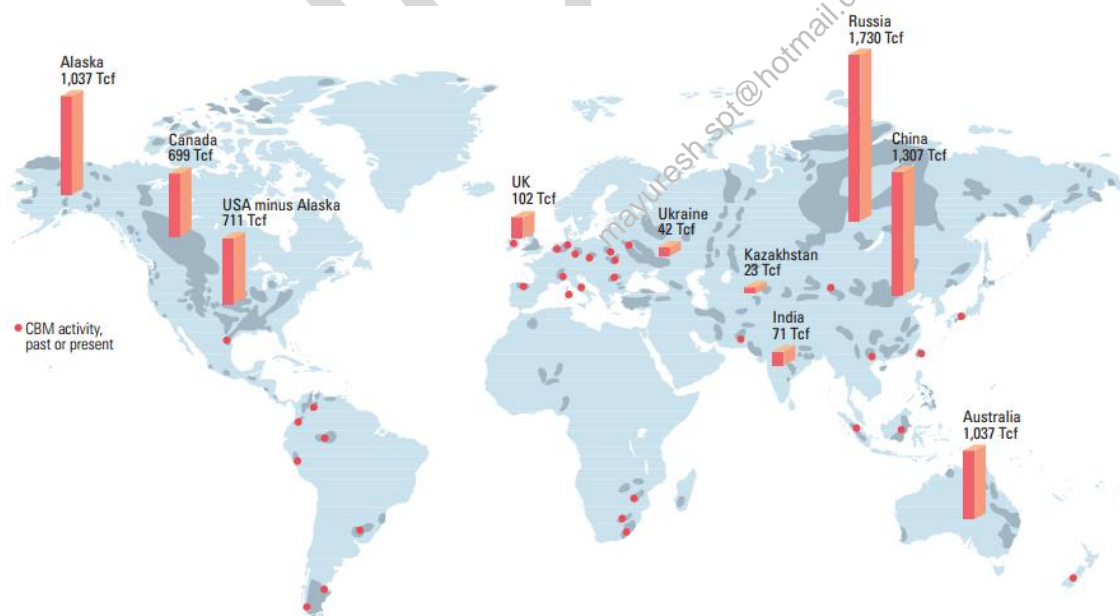 Russia
1,730 Tcf
Alaska
1,037 Tcf
Canada
699 Tcf
China
1,307 Tcf
UK
102 Tcf
USA minus Alaska
711 Tcf
Ukraine
42 Tcf
Kazakhstan
23 Tcf
India
71 Tcf
CBM activity,
past or present
Australia
1,037 Tcf
mayuresh.spt@hotmail.